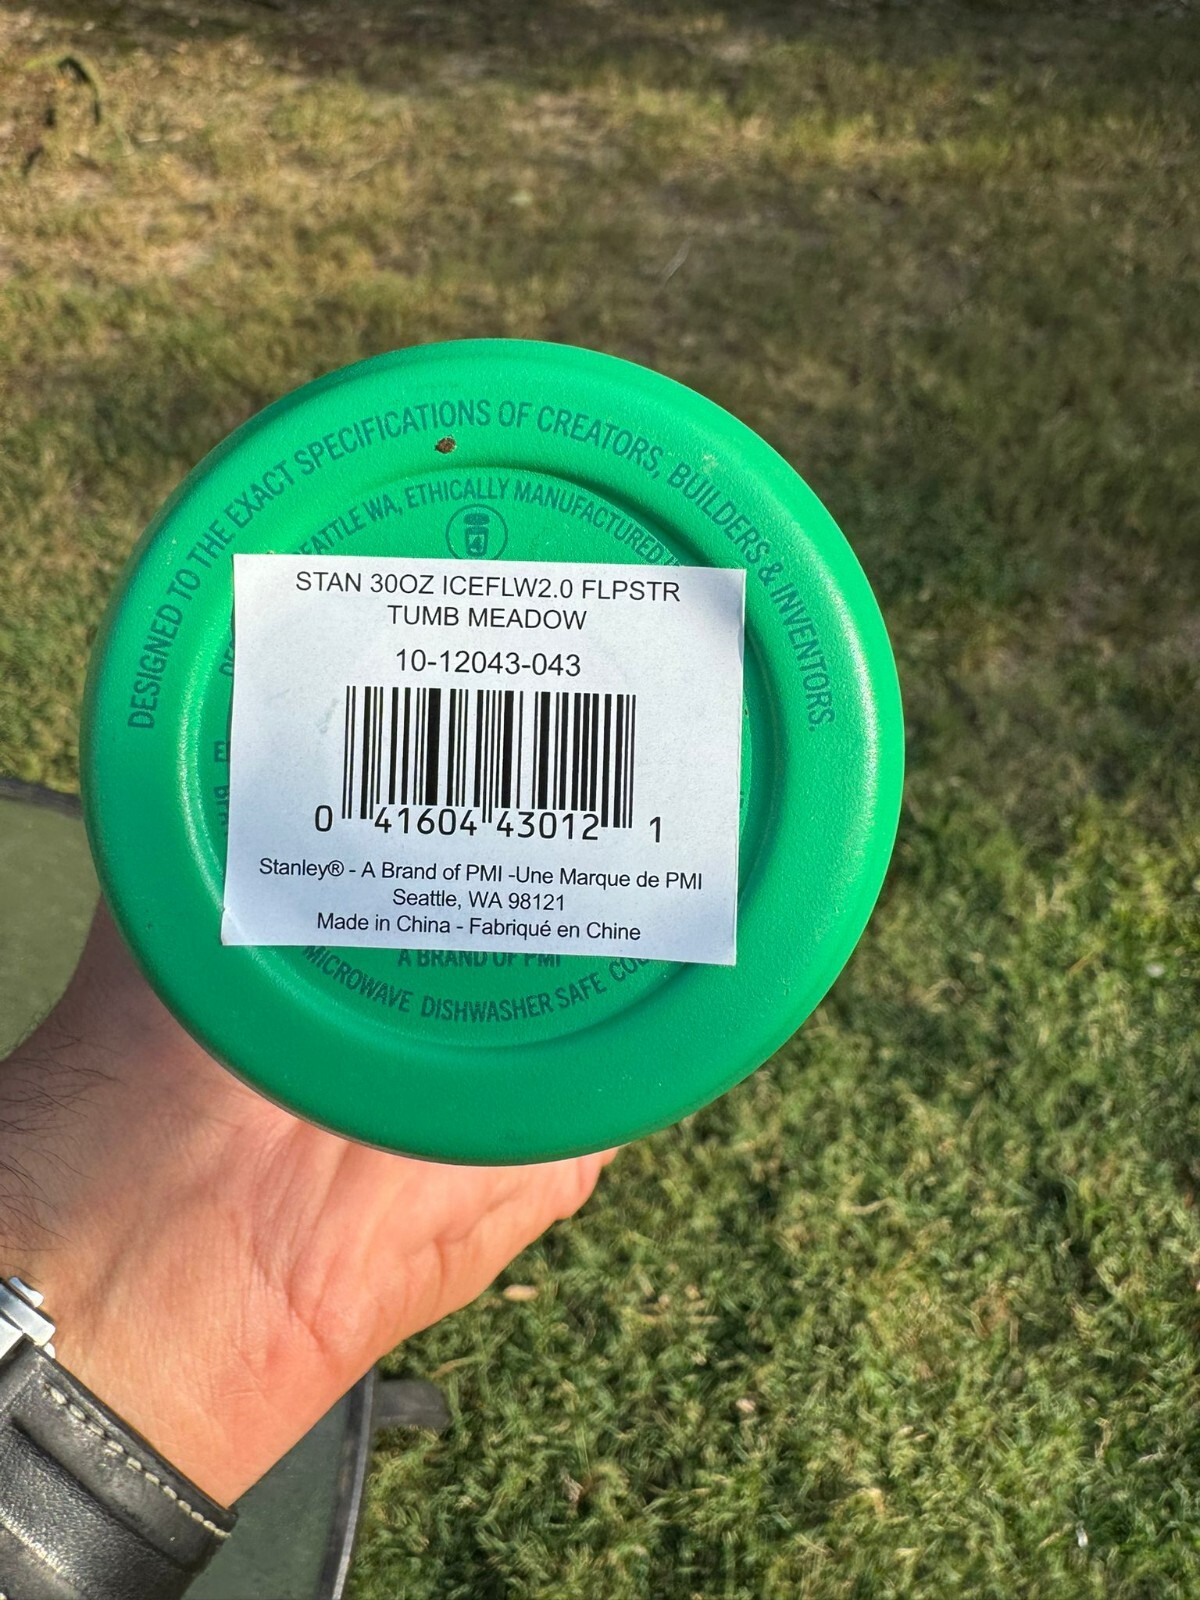 DESIGNED TO THE EXACT SPECIFICATIONS OF CREATORS, BUILDERS & INVENTORS.
WA, ETHICALLY MANUFACTURED
STAN 30OZ ICEFLW2.0 FLPSTR
TUMB MEADOW
10-12043-043
0 41604 43012 1
Stanley® - A Brand of PMI -Une Marque de PMI
Seattle, WA 98121
Made in China - Fabriqué en Chine
A BRAND OF PMI
MICROWAVE DISHWASHER SAFE